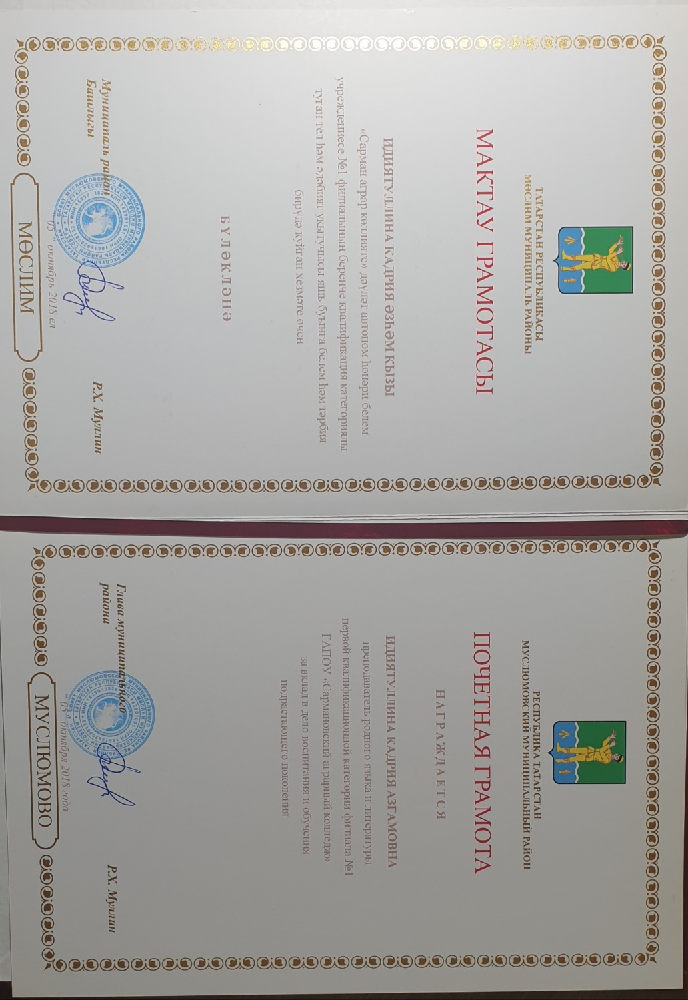 ТАТАРСТАН РЕСПУБЛИКАСЫ
МӨСЛИМ МУНИЦИПАЛЬ РАЙОНЫ
МАКТАУ ГРАМОТАСЫ
ИДИЯТУЛЛИНА КАДРИЯ ӘЗҺӘМ КЫЗЫ
«Сарман аграр көллияте» дәүләт автоном һөнәри белем
учреждениесе №1 филиалының беренче квалификация категорияле
туган тел һәм әдәбият укытучысы яшь буынга белем һәм тәрбия
бирүдә куйган хезмәте өчен
БҮЛӘКЛӘНӘ
Муниципаль район
Башлыгы
Р.Х. Муллин
"05" октябрь 2018 ел
МӨСЛИМ
РЕСПУБЛИКА ТАТАРСТАН
МУСЛЮМОВСКИЙ МУНИЦИПАЛЬНЫЙ РАЙОН
ПОЧЕТНАЯ ГРАМОТА
НАГРАЖДАЕТСЯ
ИДИЯТУЛЛИНА КАДРИЯ АЗГАМОВНА
преподаватель родного языка и литературы
первой квалификационной категории филиала №1
ГАПОУ «Сармановский аграрный колледж»
за вклад в дело воспитания и обучения
подрастающего поколения
Глава муниципального
района
Р.Х. Муллин
"05" октября 2018 года
МУСЛЮМОВО